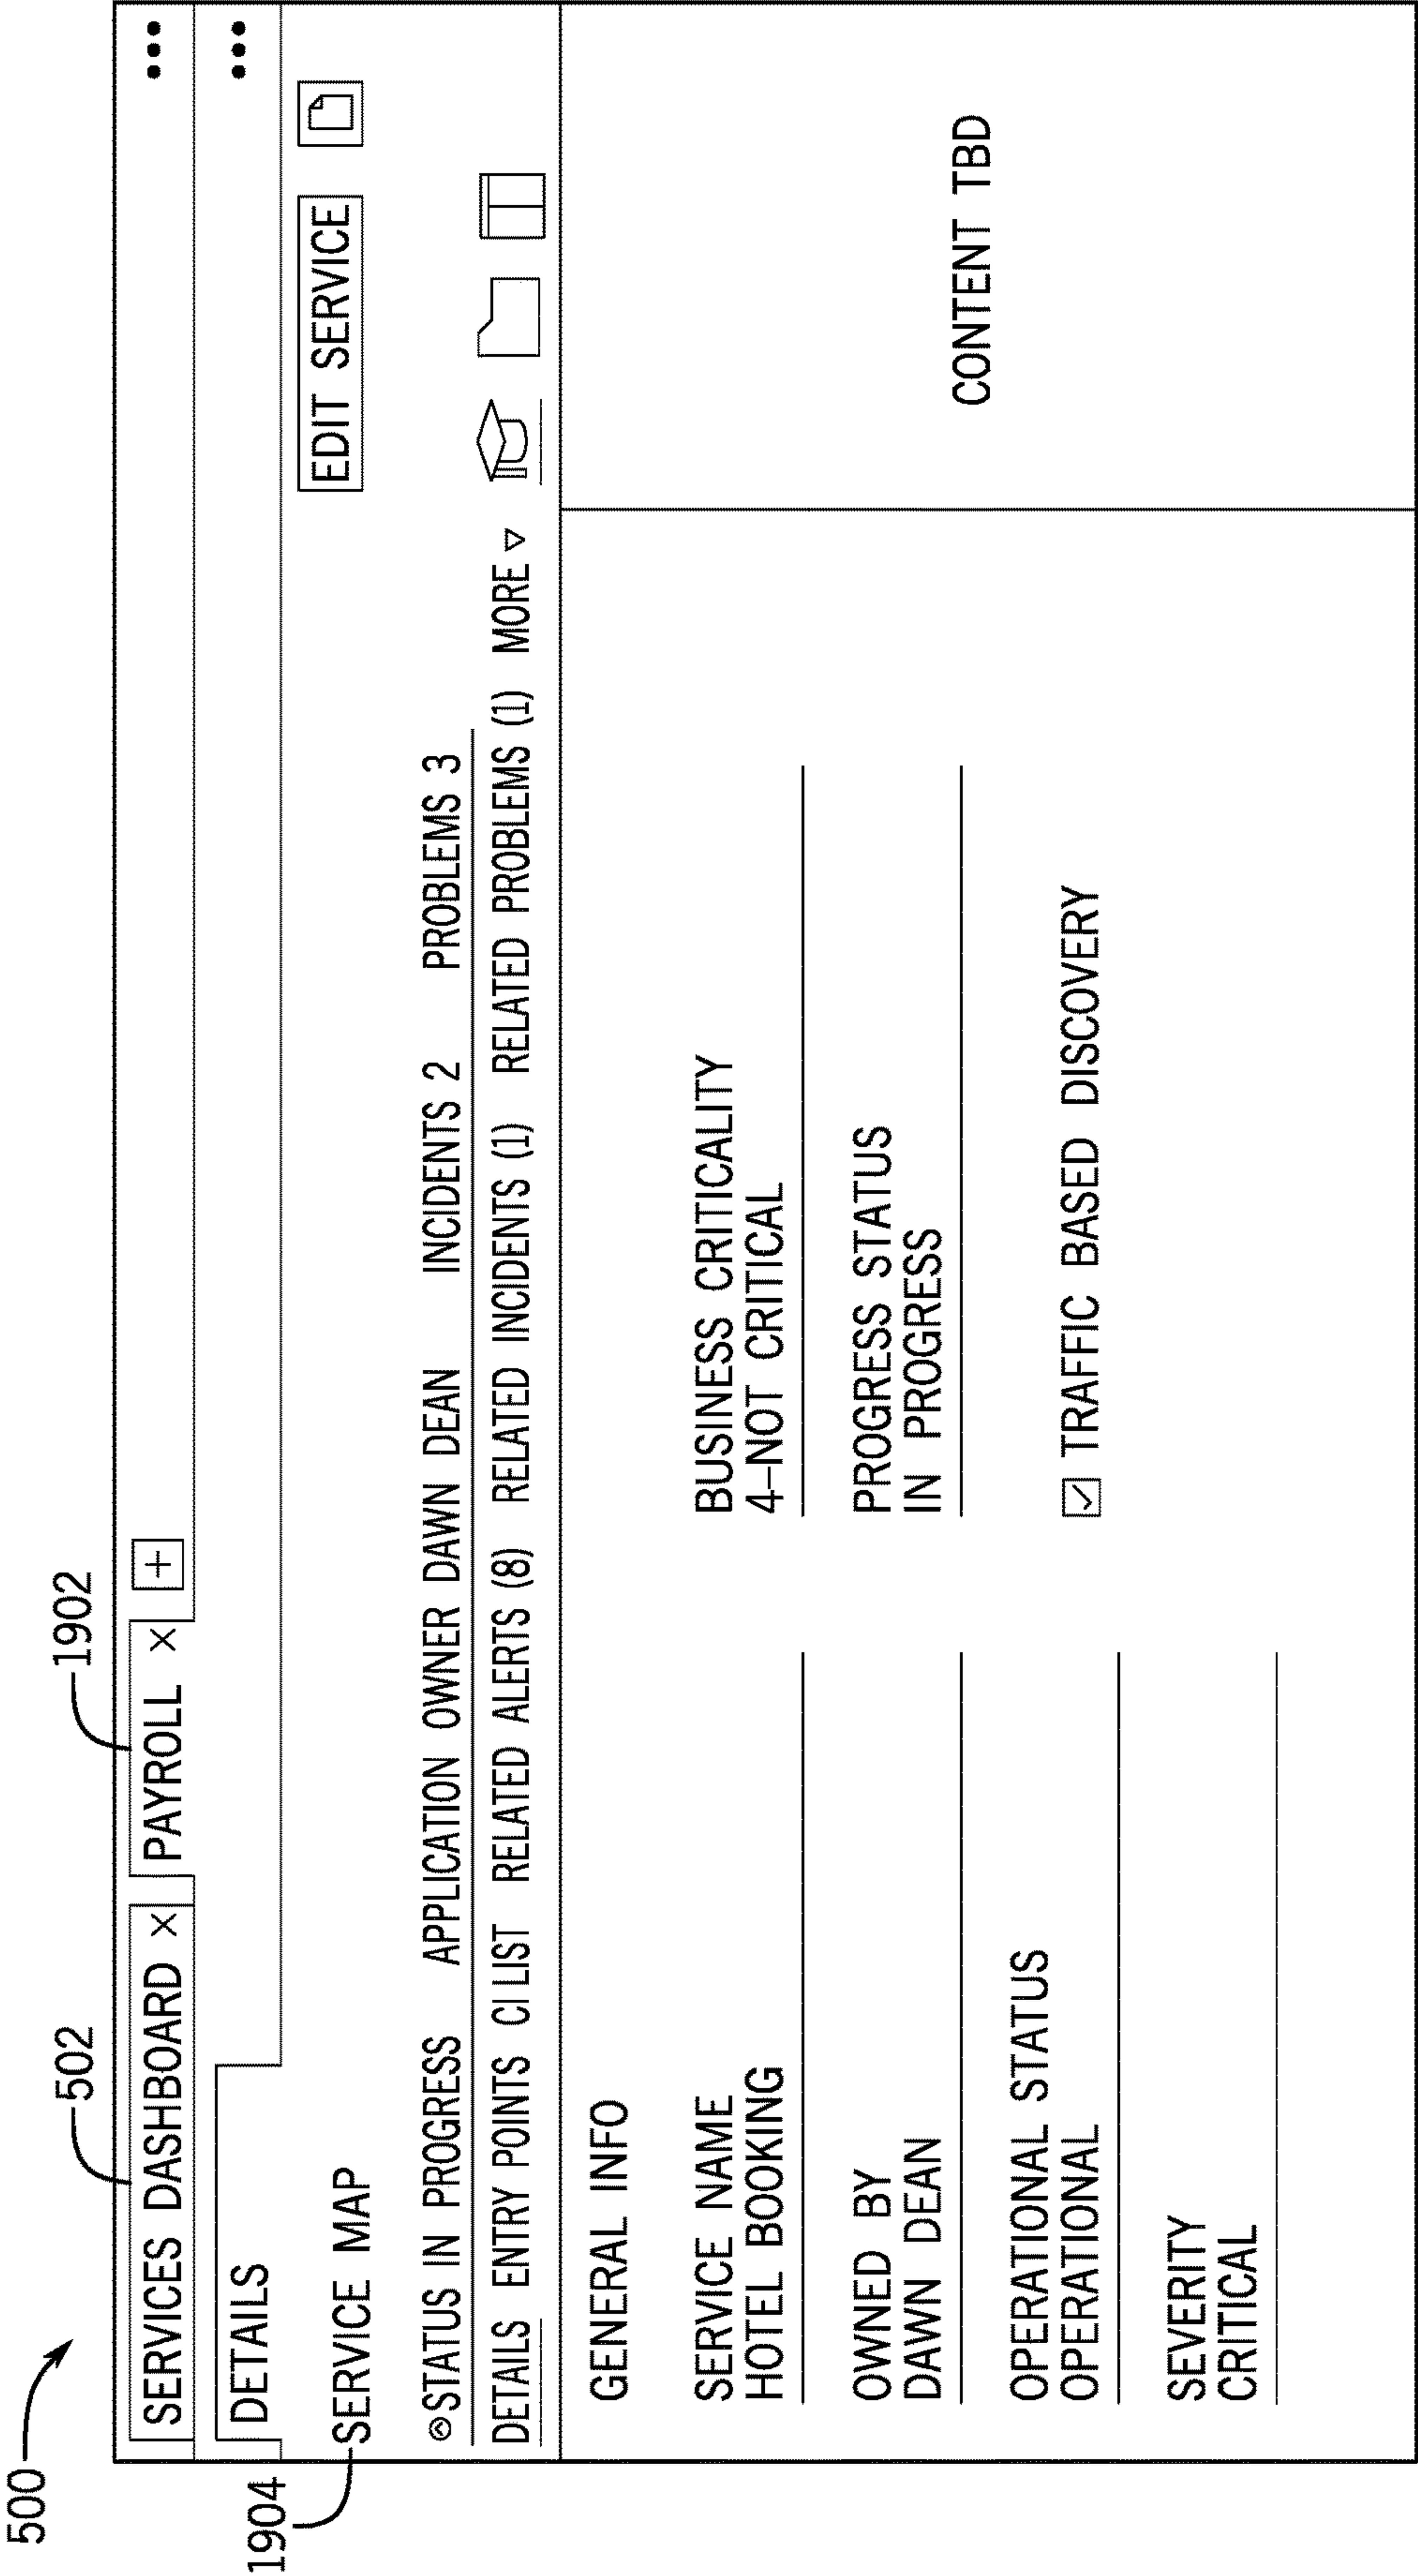 500
502
1902
SERVICES DASHBOARD X PAYROLL X +
DETAILS
1904
SERVICE MAP EDIT SERVICE
STATUS IN PROGRESS APPLICATION OWNER DAWN DEAN INCIDENTS 2 PROBLEMS 3
DETAILS ENTRY POINTS CI LIST RELATED ALERTS (8) RELATED INCIDENTS (1) RELATED PROBLEMS (1) MORE
GENERAL INFO
SERVICE NAME
HOTEL BOOKING
BUSINESS CRITICALITY
4-NOT CRITICAL
OWNED BY
DAWN DEAN
PROGRESS STATUS
IN PROGRESS
OPERATIONAL STATUS
OPERATIONAL
TRAFFIC BASED DISCOVERY
SEVERITY
CRITICAL
CONTENT TBD